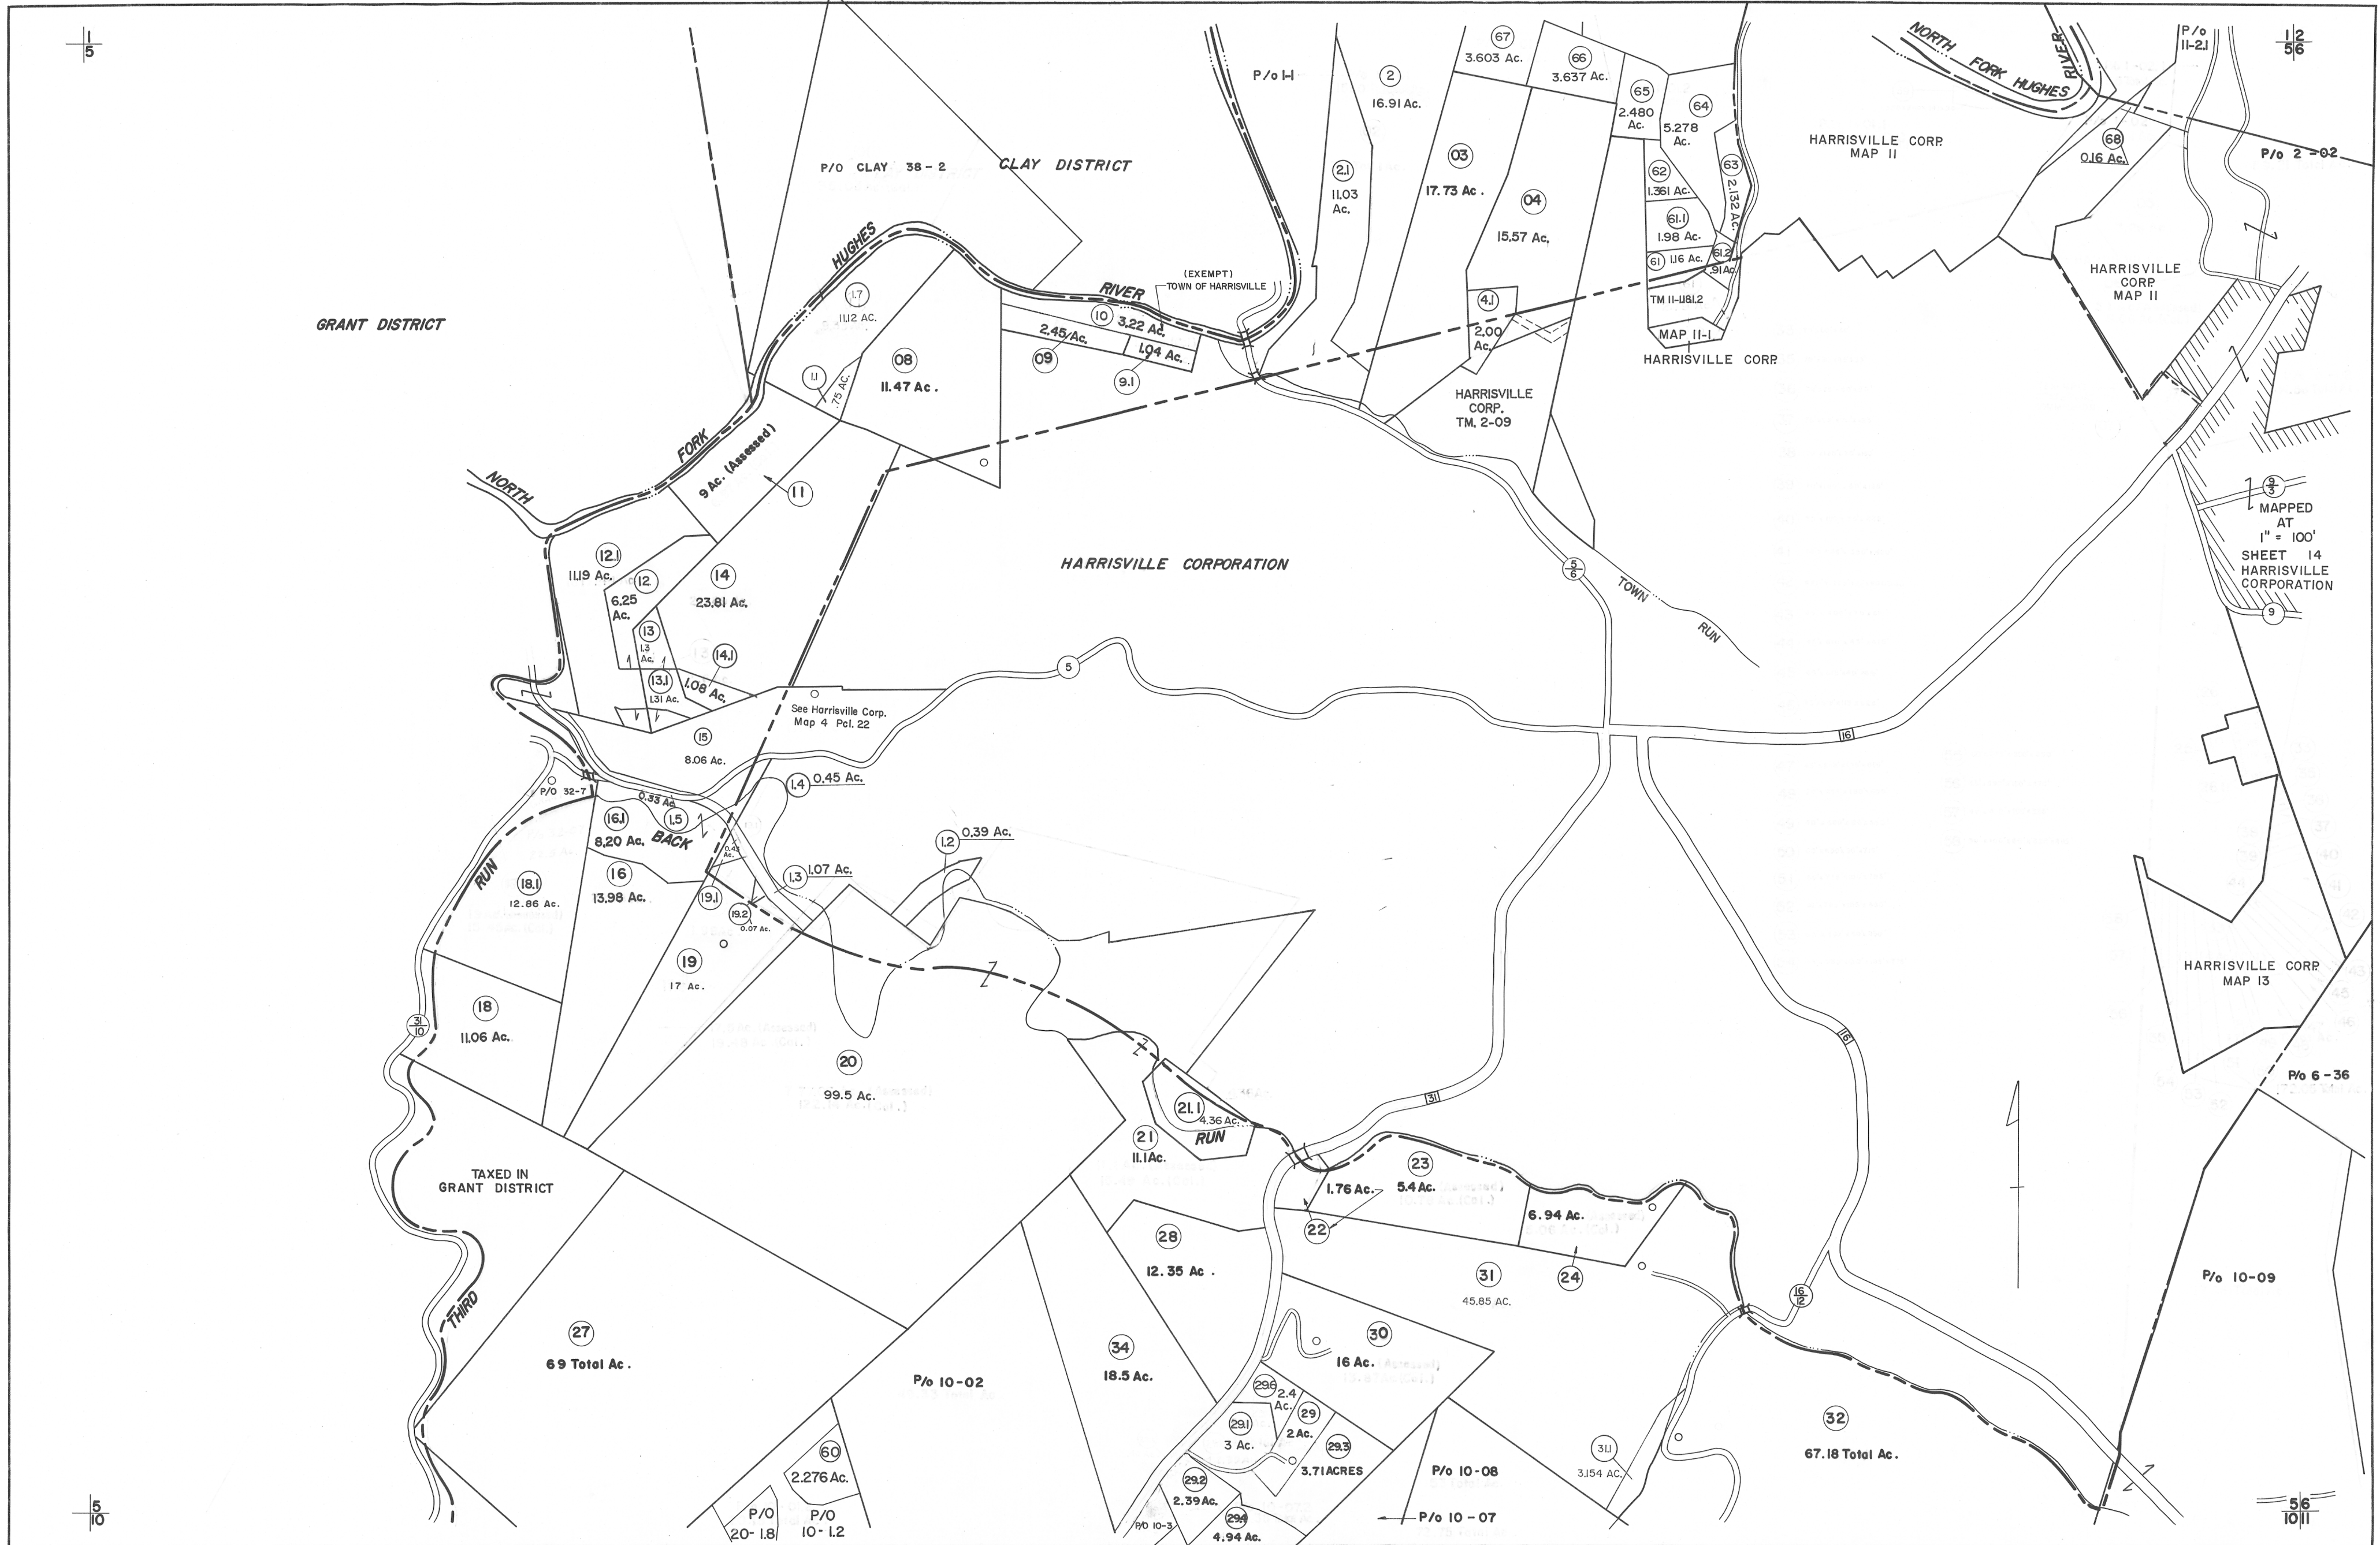 1
5
1 2
5 6
P/o
11-2.1
NORTH
FORK HUGHES
RIVER
P/o 1-1
67
3.603 Ac.
66
3.637 Ac.
2
16.91 Ac.
65
2.480
Ac.
64
5.278
Ac.
HARRISVILLE CORP.
MAP 11
68
0.16 Ac.
P/o 2-02
P/O CLAY 38-2
CLAY DISTRICT
2.1
11.03
Ac.
03
17.73 Ac.
04
15.57 Ac.
62
1.361 Ac.
63
2.132 Ac.
61.1
1.98 Ac.
61
1.16 Ac.
61.2
.91 Ac.
TM 11-1.1&1.2
MAP 11-1
HARRISVILLE CORP.
HARRISVILLE
CORP.
MAP 11
HUGHES
RIVER
(EXEMPT)
TOWN OF HARRISVILLE
GRANT DISTRICT
1.7
11.12 AC.
10
3.22 Ac.
2.45 Ac.
1.04 Ac.
09
9.1
4.1
2.00
Ac.
1.1
.75 AC.
08
11.47 Ac.
HARRISVILLE
CORP.
TM. 2-09
FORK
NORTH
9 Ac. (Assessed)
11
9
3
MAPPED
AT
1" = 100'
SHEET 14
HARRISVILLE
CORPORATION
9
12.1
11.19 Ac.
12
6.25
Ac.
14
23.81 Ac.
HARRISVILLE CORPORATION
5
6
TOWN
RUN
13
1.3
Ac.
14.1
1.08 Ac.
13.1
1.31 Ac.
5
See Harrisville Corp.
Map 4 Pcl. 22
15
8.06 Ac.
16
P/O 32-7
0.33 Ac.
1.4
0.45 Ac.
1.5
16.1
8.20 Ac.
BACK
0.43
Ac.
1.2
0.39 Ac.
RUN
18.1
12.86 Ac.
16
13.98 Ac.
1.3
1.07 Ac.
19.1
19.2
0.07 Ac.
19
17 Ac.
HARRISVILLE CORP.
MAP 13
18
11.06 Ac.
31
10
20
99.5 Ac.
16
P/o 6-36
31
21.1
4.36 Ac.
RUN
21
11.1 Ac.
TAXED IN
GRANT DISTRICT
23
5.4 Ac.
1.76 Ac.
22
6.94 Ac.
24
28
12.35 Ac.
31
45.85 AC.
16
12
P/o 10-09
THIRD
27
69 Total Ac.
34
18.5 Ac.
30
16 Ac.
P/o 10-02
29.6
2.4
Ac.
29
2 Ac.
29.1
3 Ac.
29.3
3.71 ACRES
32
67.18 Total Ac.
60
2.276 Ac.
31.1
3.154 AC.
P/o 10-08
29.2
2.39 Ac.
P/O 10-3
29.4
4.94 Ac.
P/o 10-07
P/O
20-1.8
P/O
10-1.2
5
10
5 6
10 11